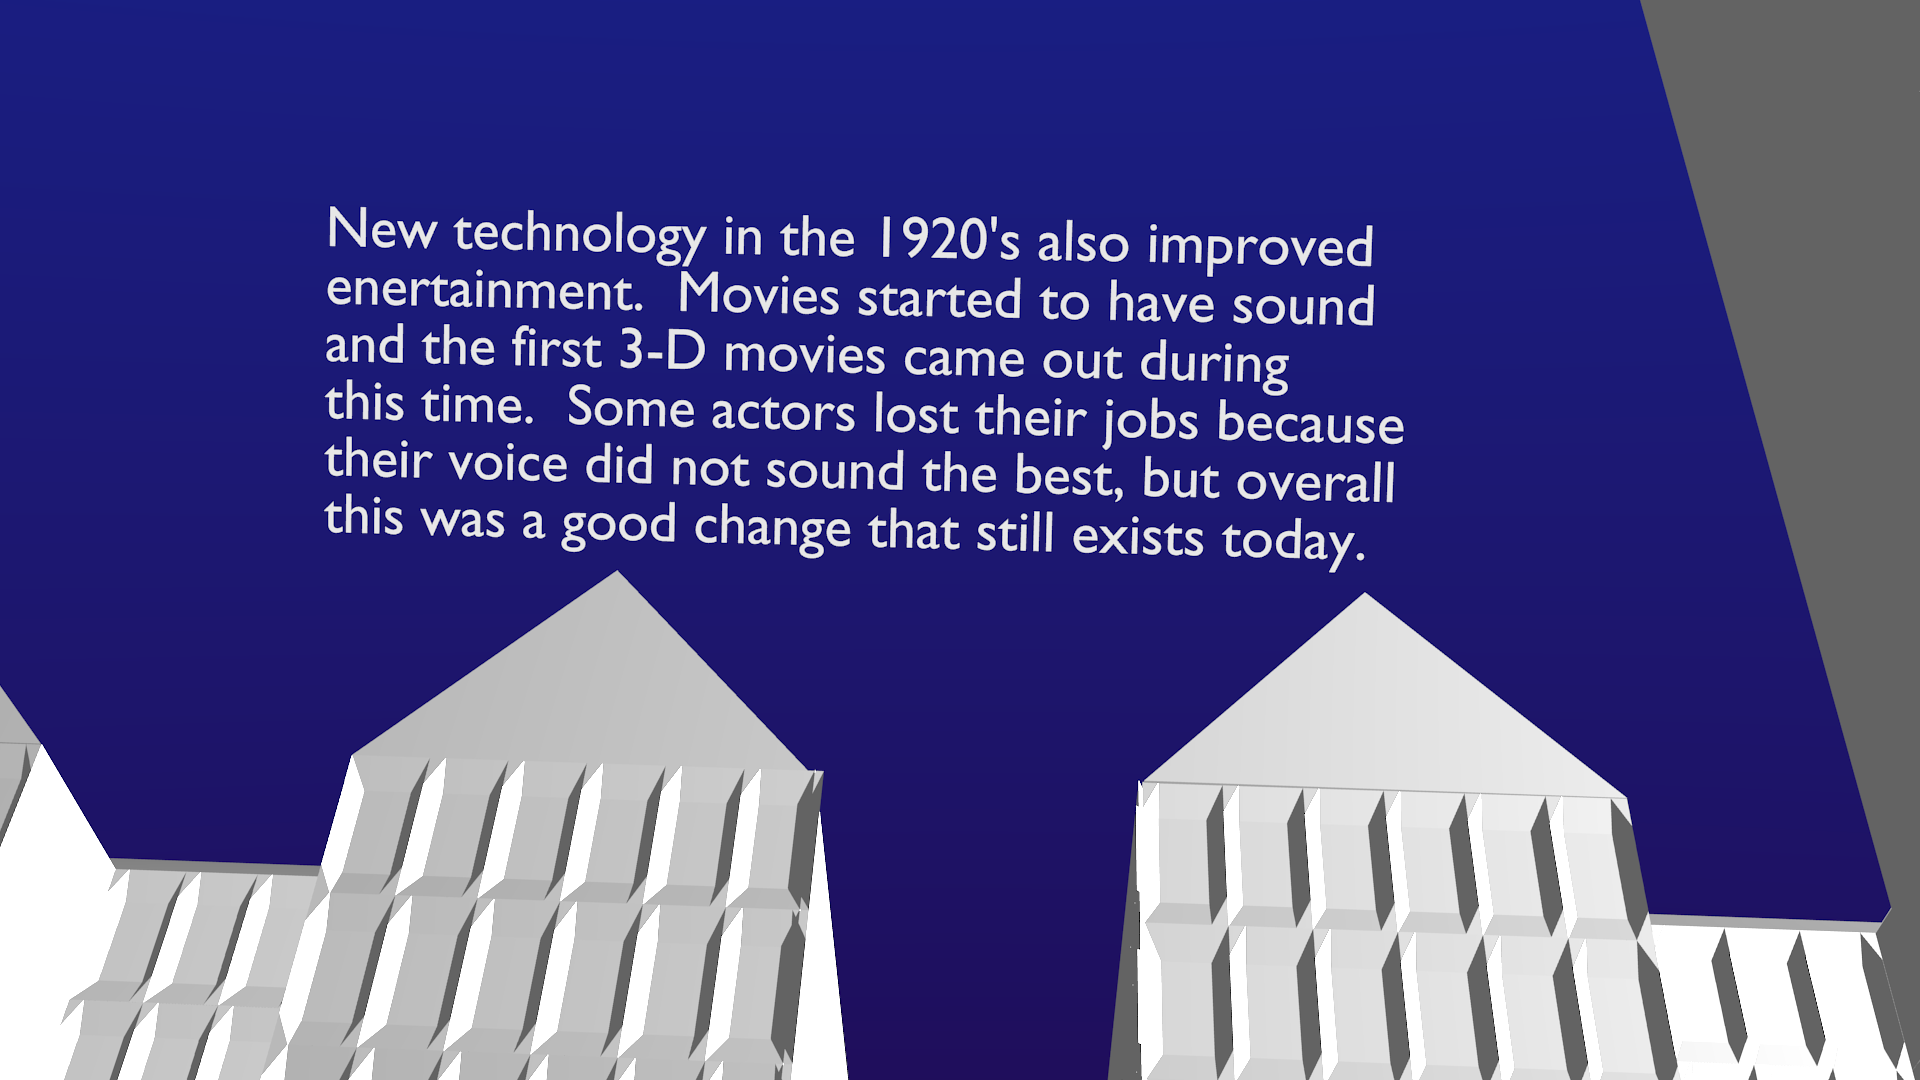 New technology in the 1920's also improved
enertainment.  Movies started to have sound
and the first 3-D movies came out during
this time.  Some actors lost their jobs because
their voice did not sound the best, but overall
this was a good change that still exists today.